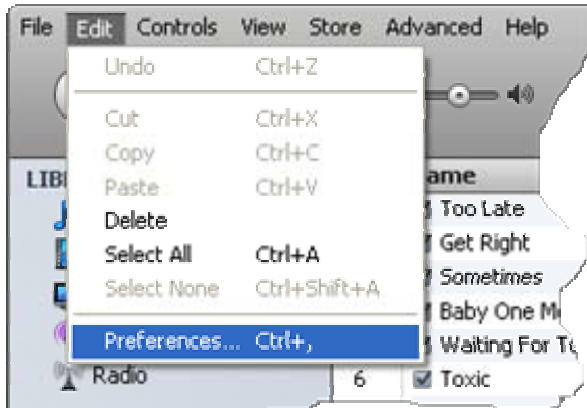 File Edit Controls View Store Advanced Help
Undo Ctrl+Z
Cut Ctrl+X
Copy Ctrl+C
Paste Ctrl+V
Delete
Select All Ctrl+A
Select None Ctrl+Shift+A
Preferences... Ctrl+,
LIB
Radio
ame
Too Late
Get Right
Sometimes
Baby One M
Waiting For T
6 Toxic